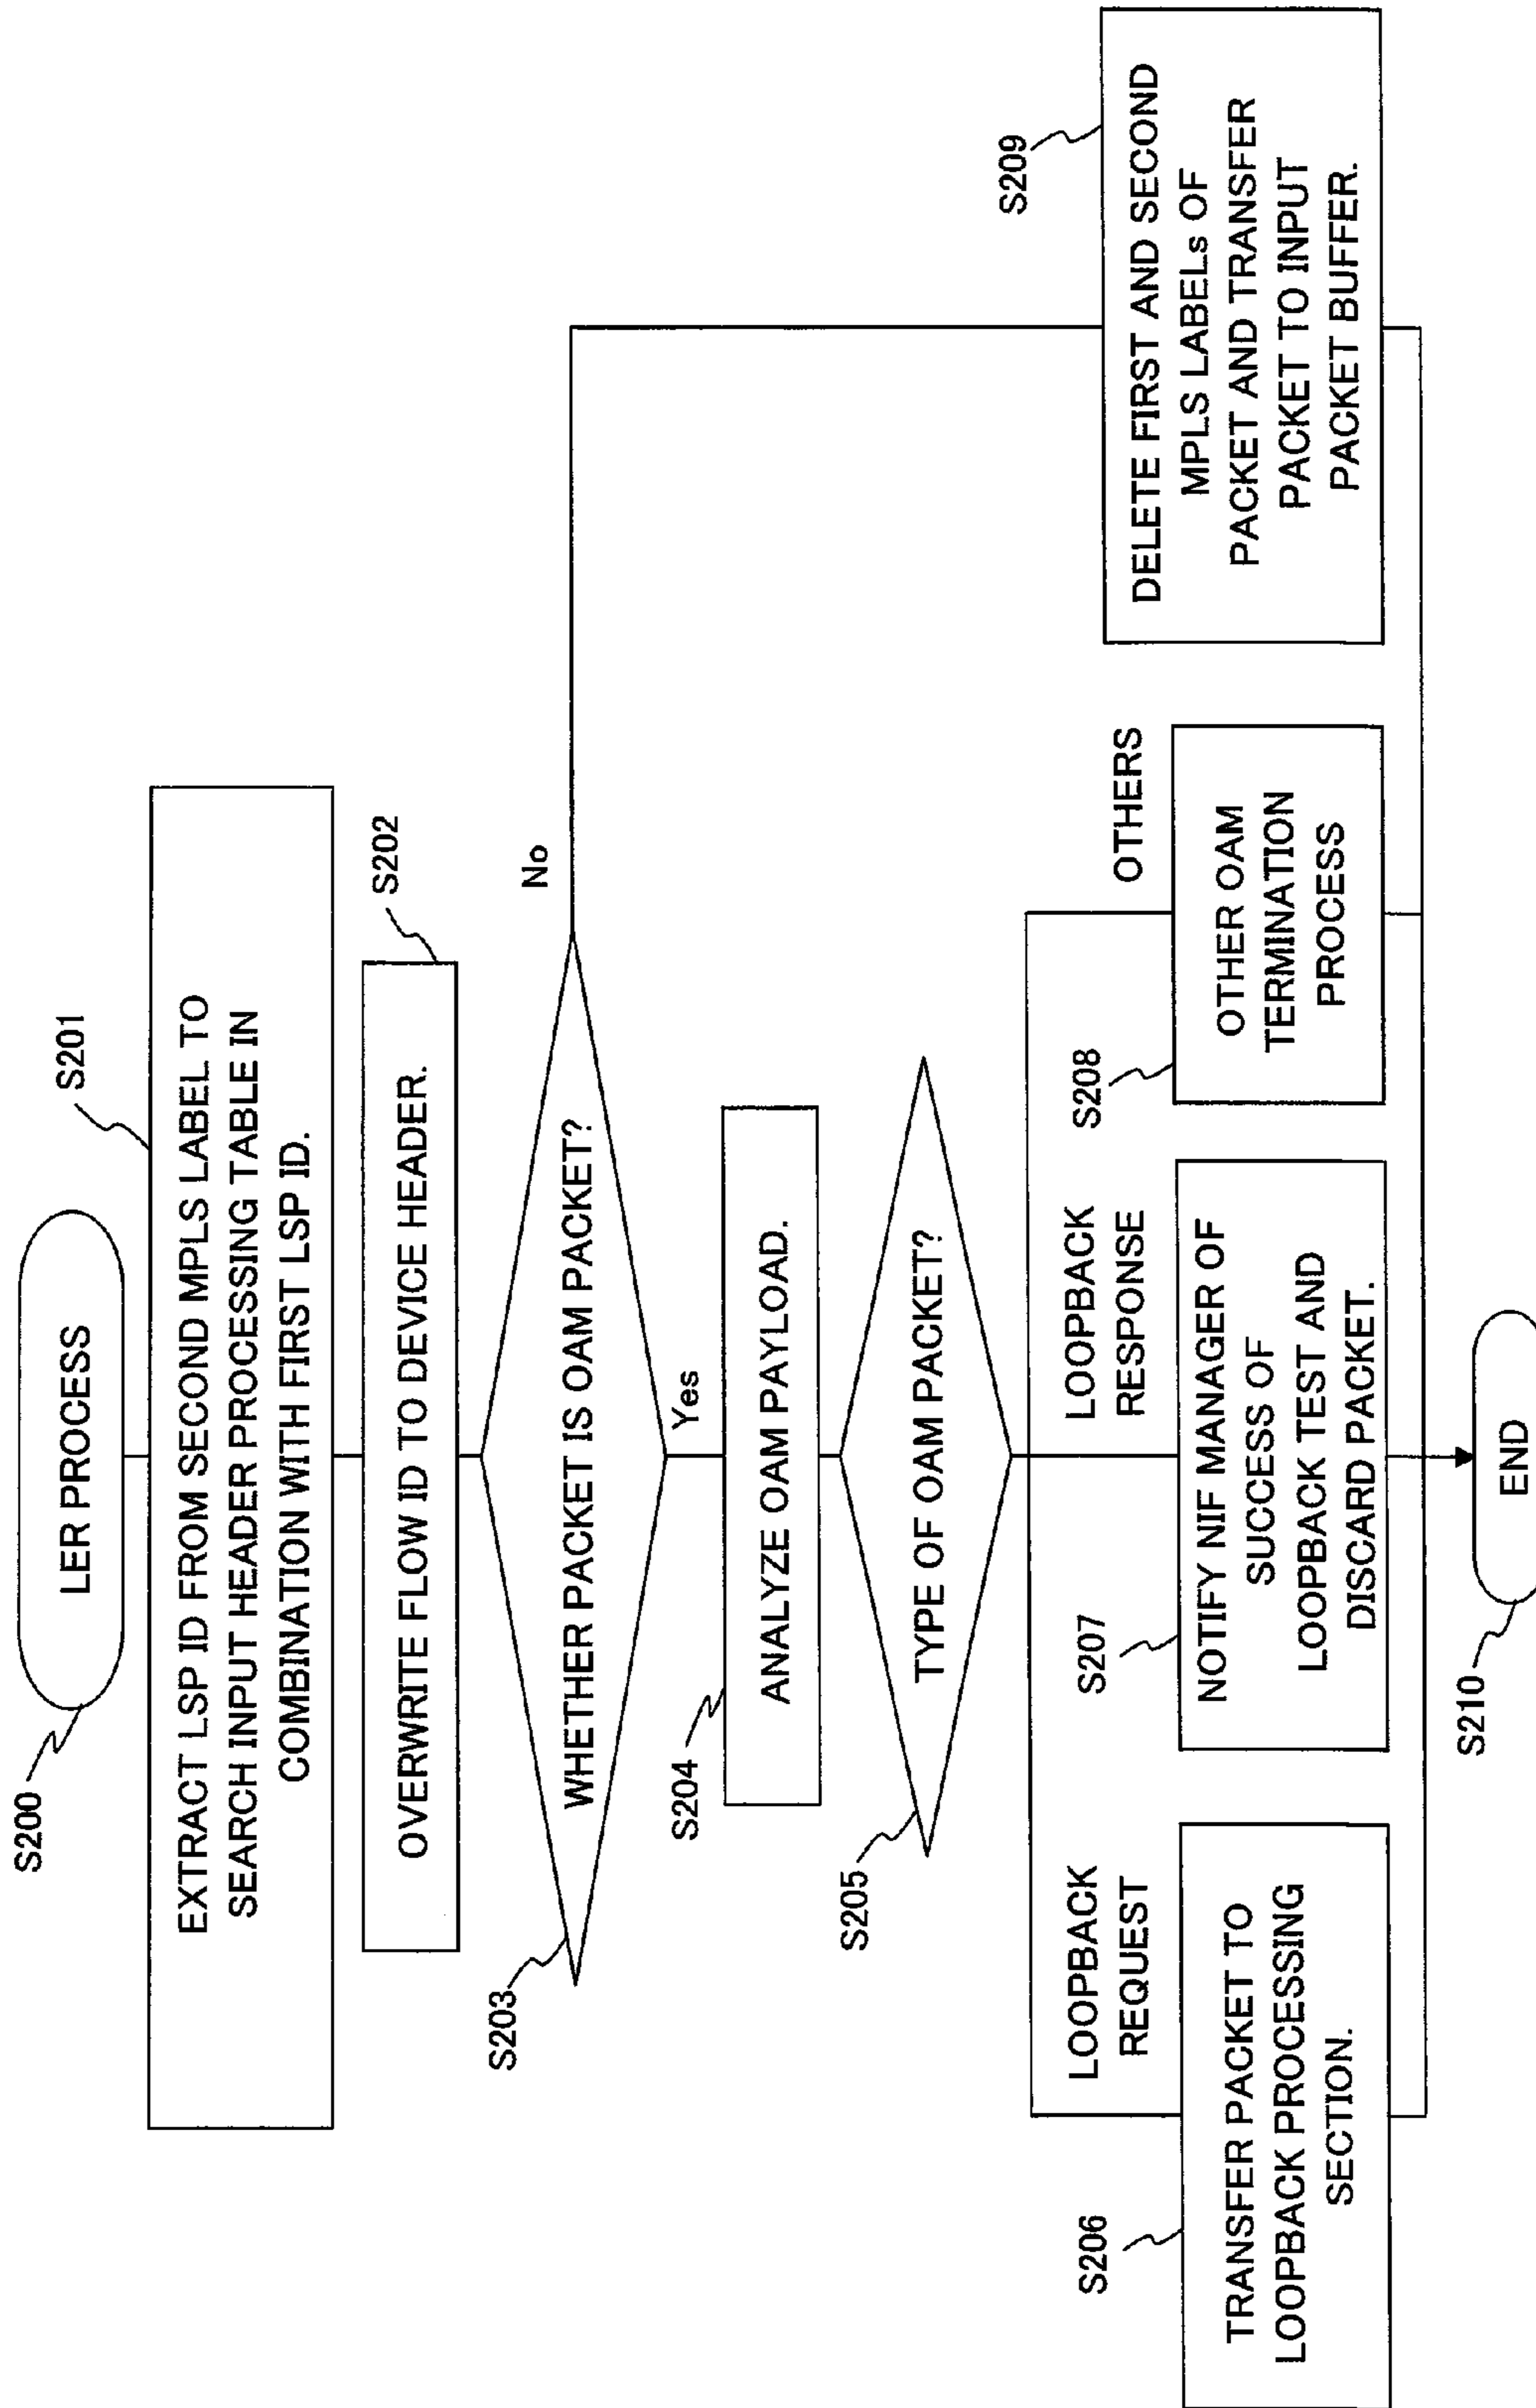 S200
LER PROCESS
S201
EXTRACT LSP ID FROM SECOND MPLS LABEL TO
SEARCH INPUT HEADER PROCESSING TABLE IN
COMBINATION WITH FIRST LSP ID.
S202
OVERWRITE FLOW ID TO DEVICE HEADER.
S203
WHETHER PACKET IS OAM PACKET?
No
Yes
S204
ANALYZE OAM PAYLOAD.
S205
TYPE OF OAM PACKET?
LOOPBACK
REQUEST
S206
TRANSFER PACKET TO
LOOPBACK PROCESSING
SECTION.
LOOPBACK
RESPONSE
S207
NOTIFY NIF MANAGER OF
SUCCESS OF
LOOPBACK TEST AND
DISCARD PACKET.
OTHERS
S208
OTHER OAM
TERMINATION
PROCESS
S209
DELETE FIRST AND SECOND
MPLS LABELs OF
PACKET AND TRANSFER
PACKET TO INPUT
PACKET BUFFER.
S210
END